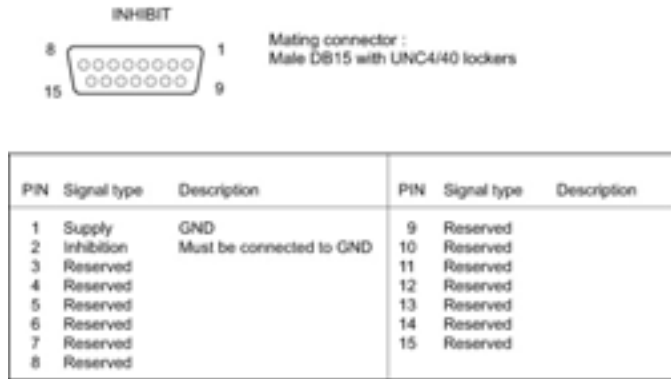 INHIBIT
8 1
15 9
Mating connector :
Male DB15 with UNC4/40 lockers
PIN Signal type Description PIN Signal type Description
1 Supply GND 9 Reserved
2 Inhibition Must be connected to GND 10 Reserved
3 Reserved 11 Reserved
4 Reserved 12 Reserved
5 Reserved 13 Reserved
6 Reserved 14 Reserved
7 Reserved 15 Reserved
8 Reserved